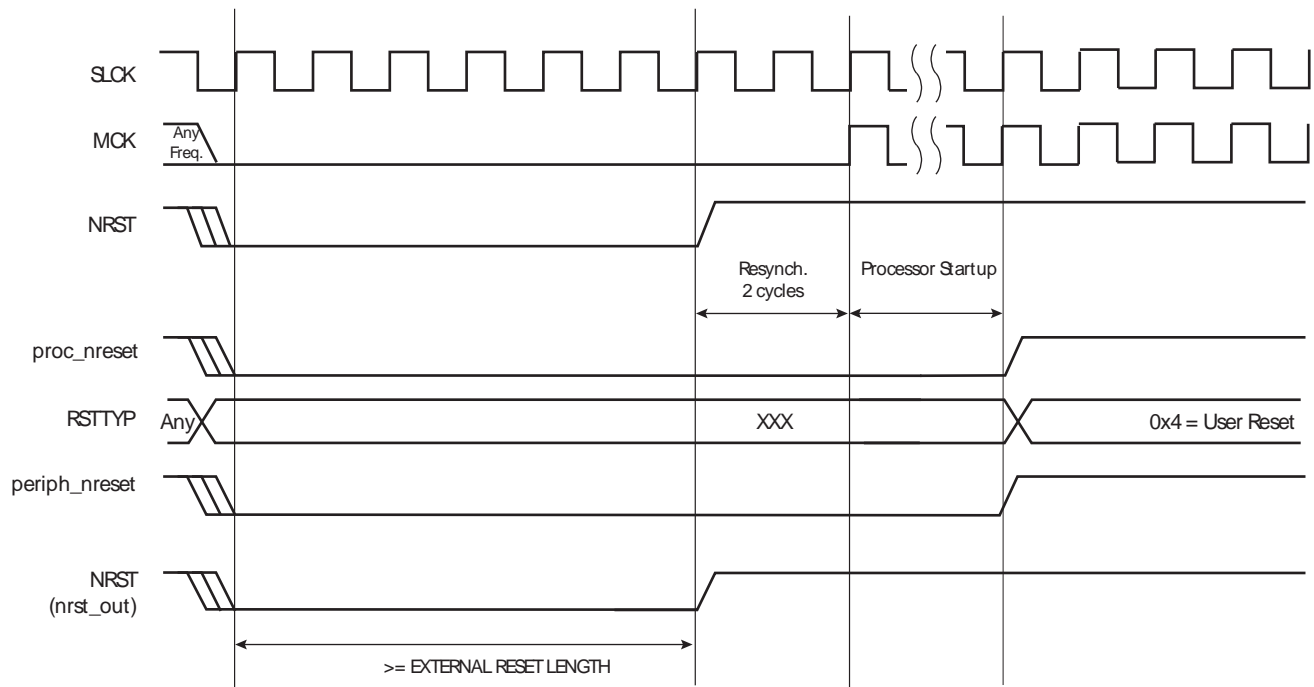 SLCK
MCK
Any
Freq.
NRST
Resynch.
2 cycles
Processor Startup
proc_nreset
RSTTYP
Any
XXX
0x4 = User Reset
periph_nreset
NRST
(nrst_out)
>= EXTERNAL RESET LENGTH